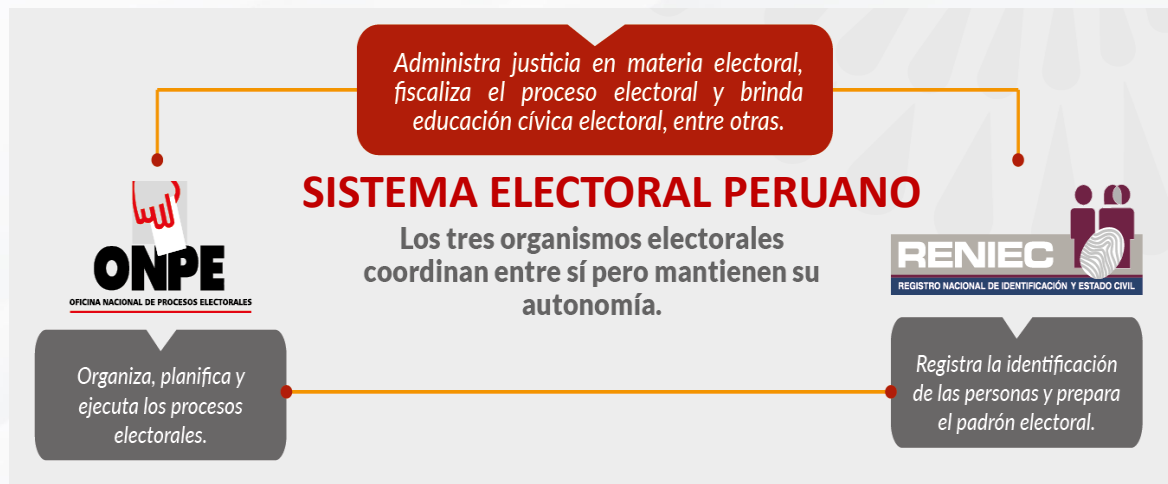 Administra justicia en materia electoral,
fiscaliza el proceso electoral y brinda
educación cívica electoral, entre otras.
SISTEMA ELECTORAL PERUANO
Los tres organismos electorales
coordinan entre sí pero mantienen su
autonomía.
ONPE
OFICINA NACIONAL DE PROCESOS ELECTORALES
RENIEC
REGISTRO NACIONAL DE IDENTIFICACIÓN Y ESTADO CIVIL
Organiza, planifica y
ejecuta los procesos
electorales.
Registra la identificación
de las personas y prepara
el padrón electoral.